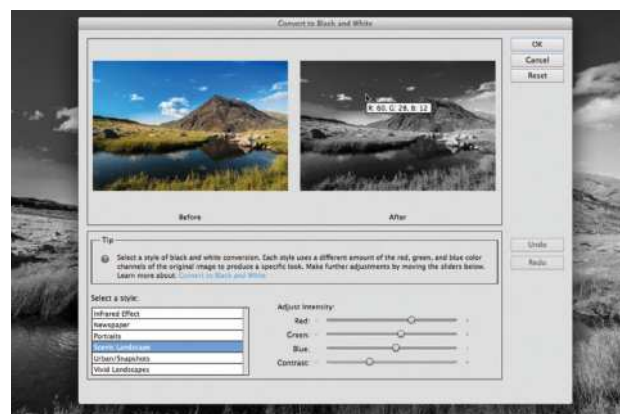 Convert to Black and White
OK
Cancel
Reset
R: 60, G: 29, B: 12
Before
After
Tip
Select a style of black and white conversion. Each style uses a different amount of the red, green, and blue color
channels of the original image to produce a specific look. Make further adjustments by moving the sliders below.
Learn more about: Convert to Black and White
Undo
Redo
Select a style:
Infrared Effect
Newspaper
Portraits
Scenic Landscape
Urban/Snapshots
Vivid Landscapes
Adjust Intensity:
Red:
Green:
Blue:
Contrast: